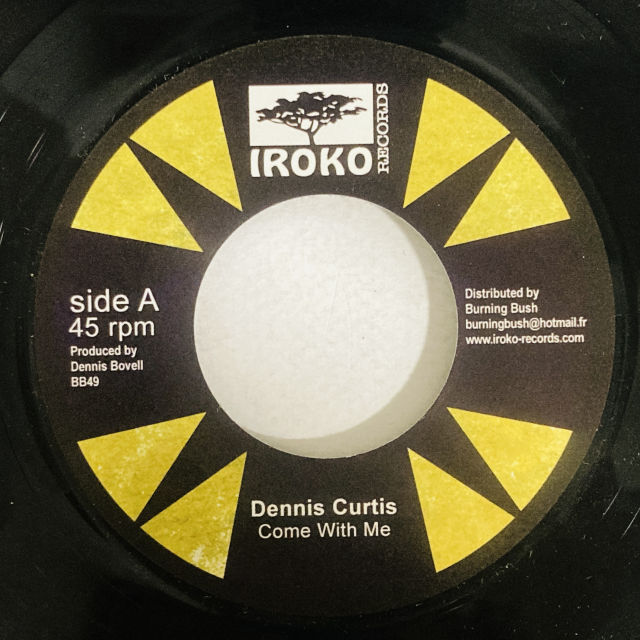 IROKO
RECORDS
side A
45 rpm
Produced by
Dennis Bovell
BB49
Distributed by
Burning Bush
burningbush@hotmail.fr
www.iroko-records.com
Dennis Curtis
Come With Me